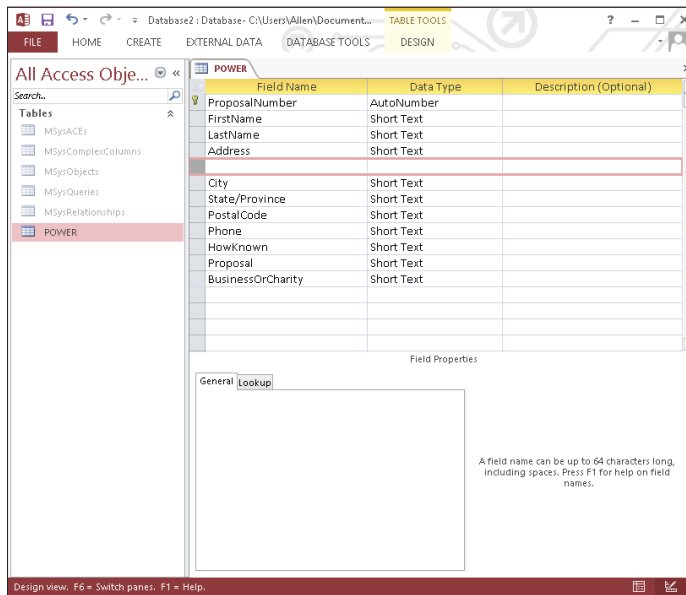 Database2 : Database- C:\Users\Allen\Document... TABLE TOOLS ?
FILE HOME CREATE EXTERNAL DATA DATABASE TOOLS DESIGN
All Access Obje... «
Search..
Tables
MSysACEs
MSysComplexColumns
MSysObjects
MSysQueries
MSysRelationships
POWER
POWER
Field Name Data Type Description (Optional)
ProposalNumber AutoNumber
FirstName Short Text
LastName Short Text
Address Short Text
City Short Text
State/Province Short Text
PostalCode Short Text
Phone Short Text
HowKnown Short Text
Proposal Short Text
BusinessOrCharity Short Text
Field Properties
General Lookup
A field name can be up to 64 characters long,
including spaces. Press F1 for help on field
names.
Design view. F6 = Switch panes. F1 = Help.